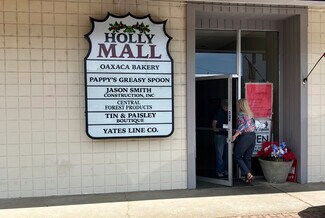 HOLLY
MALL
OAXACA BAKERY
PAPPY'S GREASY SPOON
JASON SMITH
CONSTRUCTION, INC
CENTRAL
FOREST PRODUCTS
TIN & PAISLEY
BOUTIQUE
YATES LINE CO.
OPEN